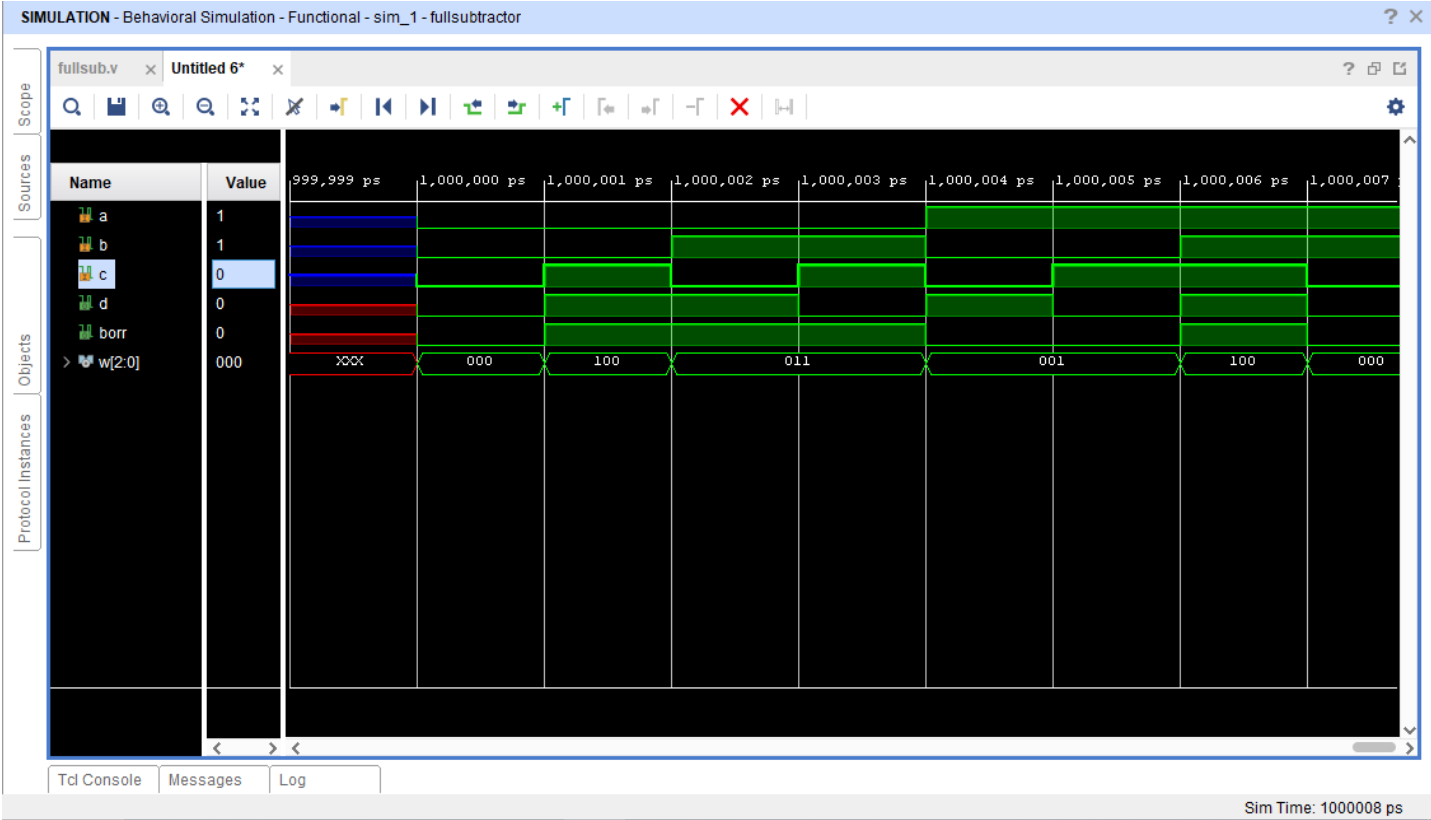 SIMULATION - Behavioral Simulation - Functional - sim_1 - fullsubtractor
Scope
Sources
Objects
Protocol Instances
fullsub.v Untitled 6*
Name Value 999,999 ps 1,000,000 ps 1,000,001 ps 1,000,002 ps 1,000,003 ps 1,000,004 ps 1,000,005 ps 1,000,006 ps 1,000,007
a 1
b 1
c 0
d 0
borr 0
w[2:0] 000 XXX 000 100 011 001 100 000
Tcl Console Messages Log
Sim Time: 1000008 ps